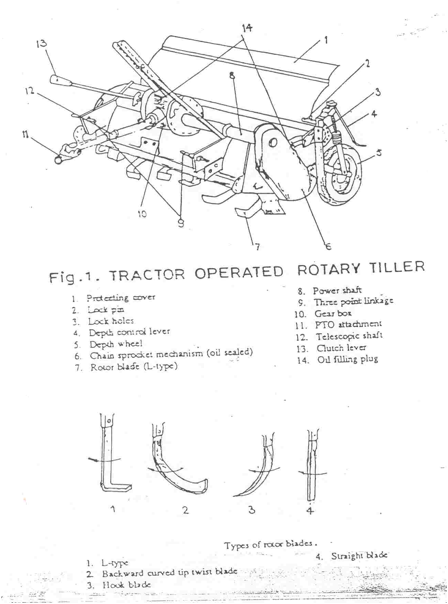 14
13
1
2
3
4
5
6
7
8
9
10
11
12
Fig.1. TRACTOR OPERATED ROTARY TILLER
1. Protecting cover
2. Lock pin
3. Lock holes
4. Depth control lever
5. Depth wheel
6. Chain sprocket mechanism (oil sealed)
7. Rotor blade (L-type)
8. Power shaft
9. Three point linkage
10. Gear box
11. PTO attachment
12. Telescopic shaft
13. Clutch lever
14. Oil filling plug
1 2 3 4
Types of rotor blades.
1. L-type
2. Backward curved tip twist blade
3. Hook blade
4. Straight blade